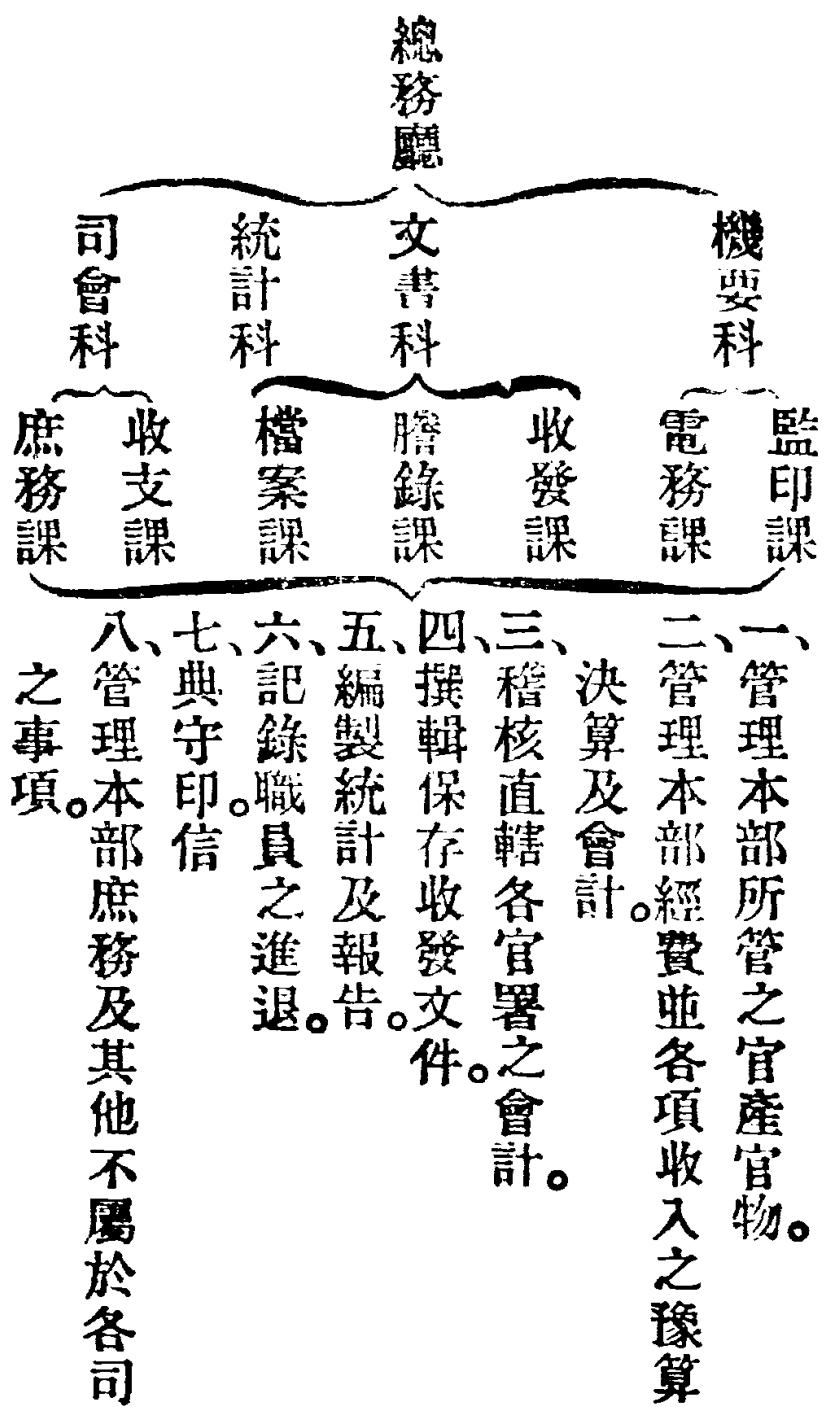 總務廳
機要科
文書科
統計科
司會科
監印課
電務課
收發課
謄錄課
檔案課
收支課
庶務課
一、管理本部所管之官產官物。
二、管理本部經費並各項收入之豫算
決算及會計。
三、稽核直轄各官署之會計。
四、撰輯保存收發文件。
五、編製統計及報告。
六、記錄職員之進退。
七、典守印信。
八、管理本部庶務及其他不屬於各司
之事項。